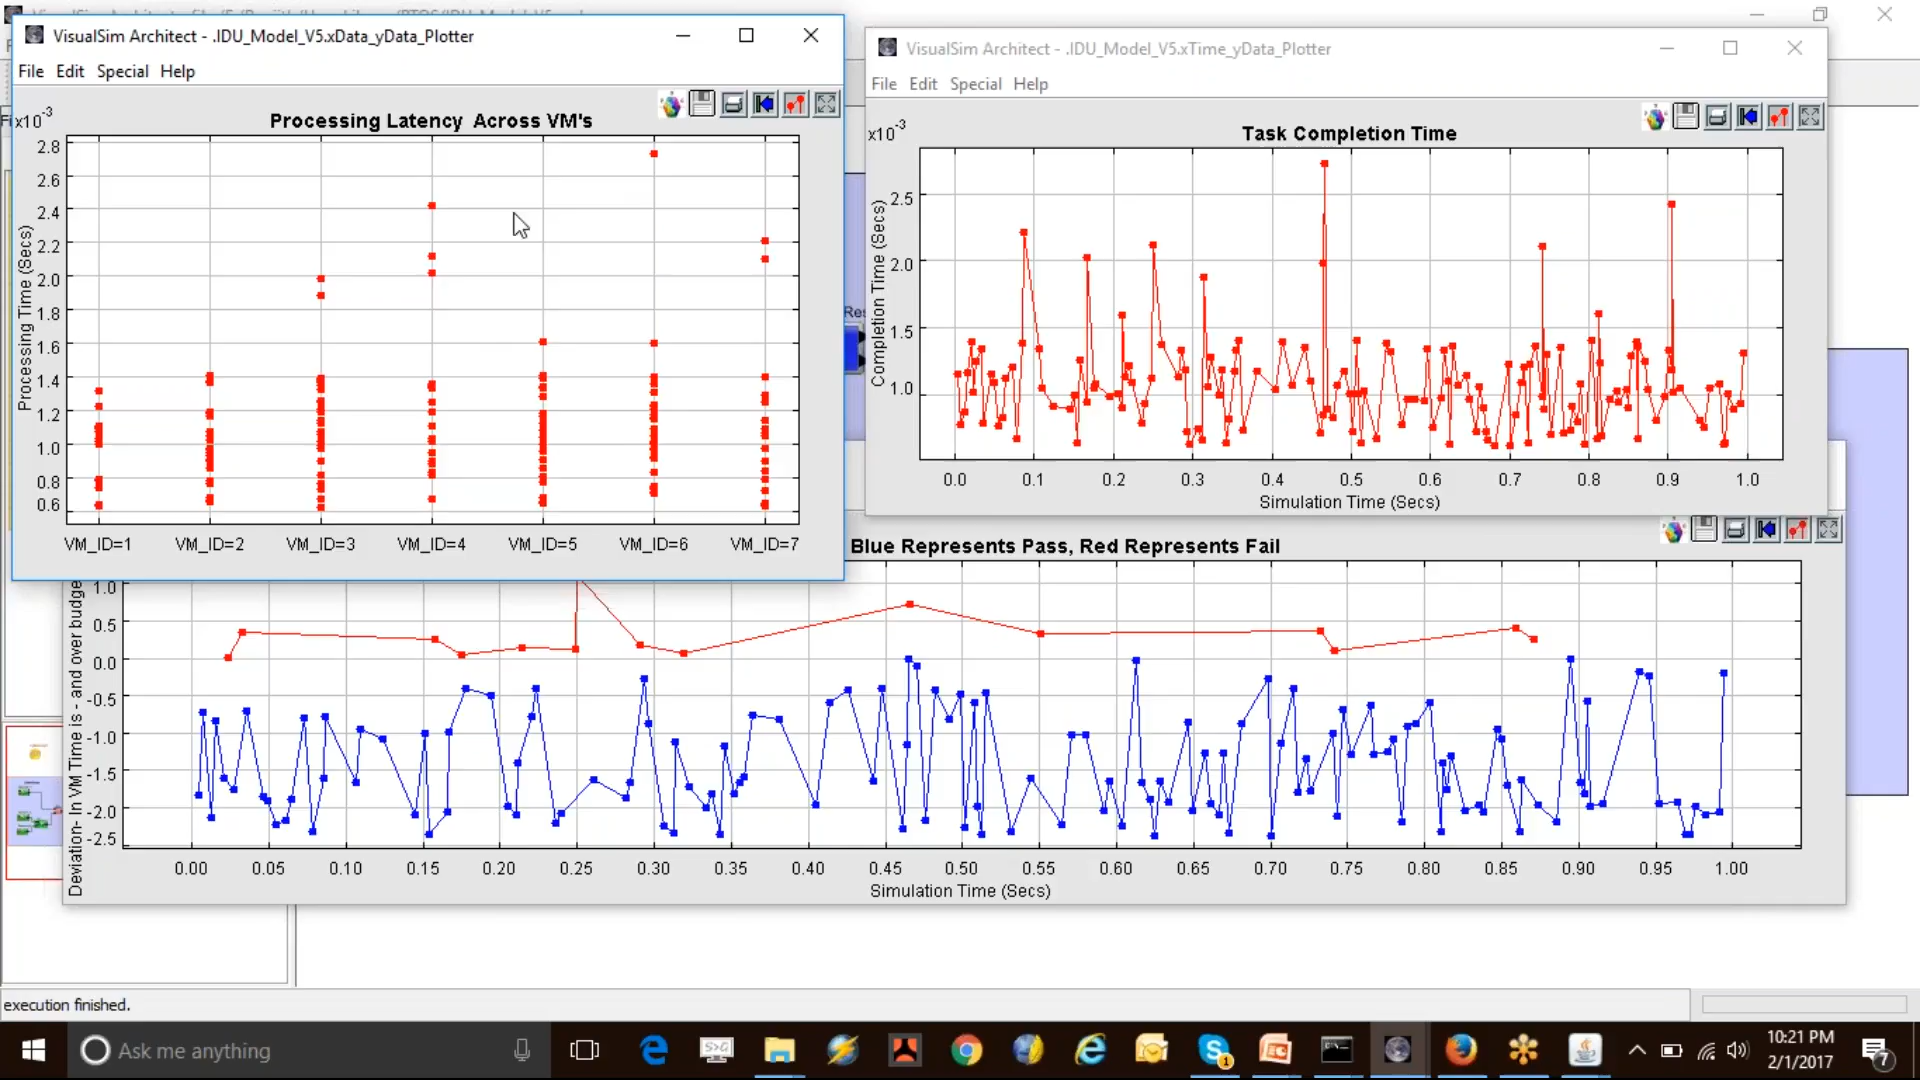 VisualSim Architect - .IDU_Model_V5.xData_yData_Plotter
File Edit Special Help
x10-3
Processing Latency Across VM's
2.8
2.6
2.4
2.2
2.0
1.8
1.6
1.4
1.2
1.0
0.8
0.6
Processing Time (Secs)
VM_ID=1 VM_ID=2 VM_ID=3 VM_ID=4 VM_ID=5 VM_ID=6 VM_ID=7
VisualSim Architect - .IDU_Model_V5.xTime_yData_Plotter
File Edit Special Help
x10-3
Task Completion Time
2.5
2.0
1.5
1.0
Completion Time (Secs)
0.0 0.1 0.2 0.3 0.4 0.5 0.6 0.7 0.8 0.9 1.0
Simulation Time (Secs)
Res
Blue Represents Pass, Red Represents Fail
1.0
0.5
0.0
-0.5
-1.0
-1.5
-2.0
-2.5
Deviation- In VM Time is - and over budge
0.00 0.05 0.10 0.15 0.20 0.25 0.30 0.35 0.40 0.45 0.50 0.55 0.60 0.65 0.70 0.75 0.80 0.85 0.90 0.95 1.00
Simulation Time (Secs)
execution finished.
Ask me anything
10:21 PM
2/1/2017
1
7